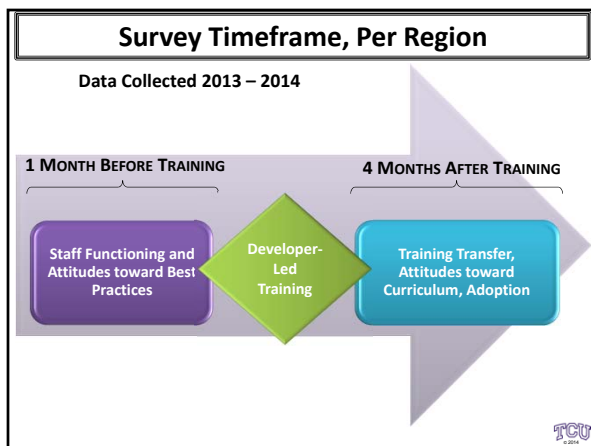 Survey Timeframe, Per Region
Data Collected 2013 – 2014
1 MONTH BEFORE TRAINING
4 MONTHS AFTER TRAINING
Staff Functioning and
Attitudes toward Best
Practices
Developer-
Led
Training
Training Transfer,
Attitudes toward
Curriculum, Adoption
TCU
© 2014